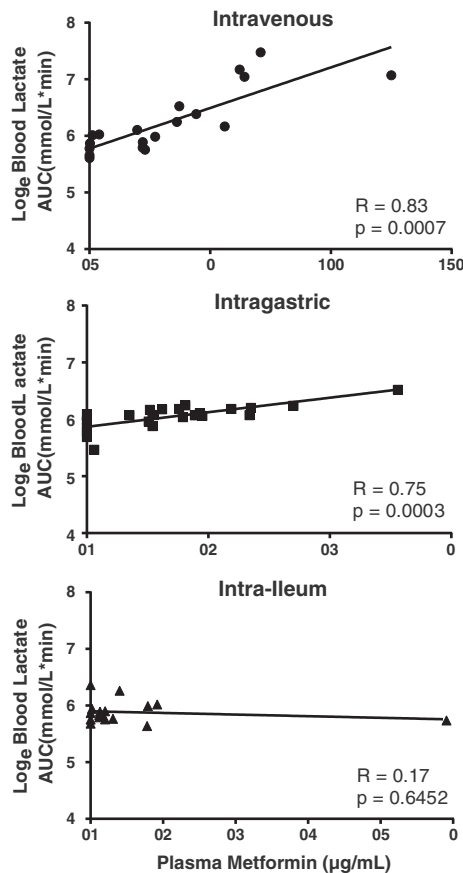 Intravenous
8
7
6
5
4
Log_e Blood Lactate
AUC(mmol/L*min)
R = 0.83
p = 0.0007
05 0 100 150
Intragastric
8
7
6
5
4
Log_e BloodL actate
AUC(mmol/L*min)
R = 0.75
p = 0.0003
01 02 03 0
Intra-Ileum
8
7
6
5
4
Log_e Blood Lactate
AUC(mmol/L*min)
R = 0.17
p = 0.6452
01 02 03 04 05 0
Plasma Metformin (µg/mL)